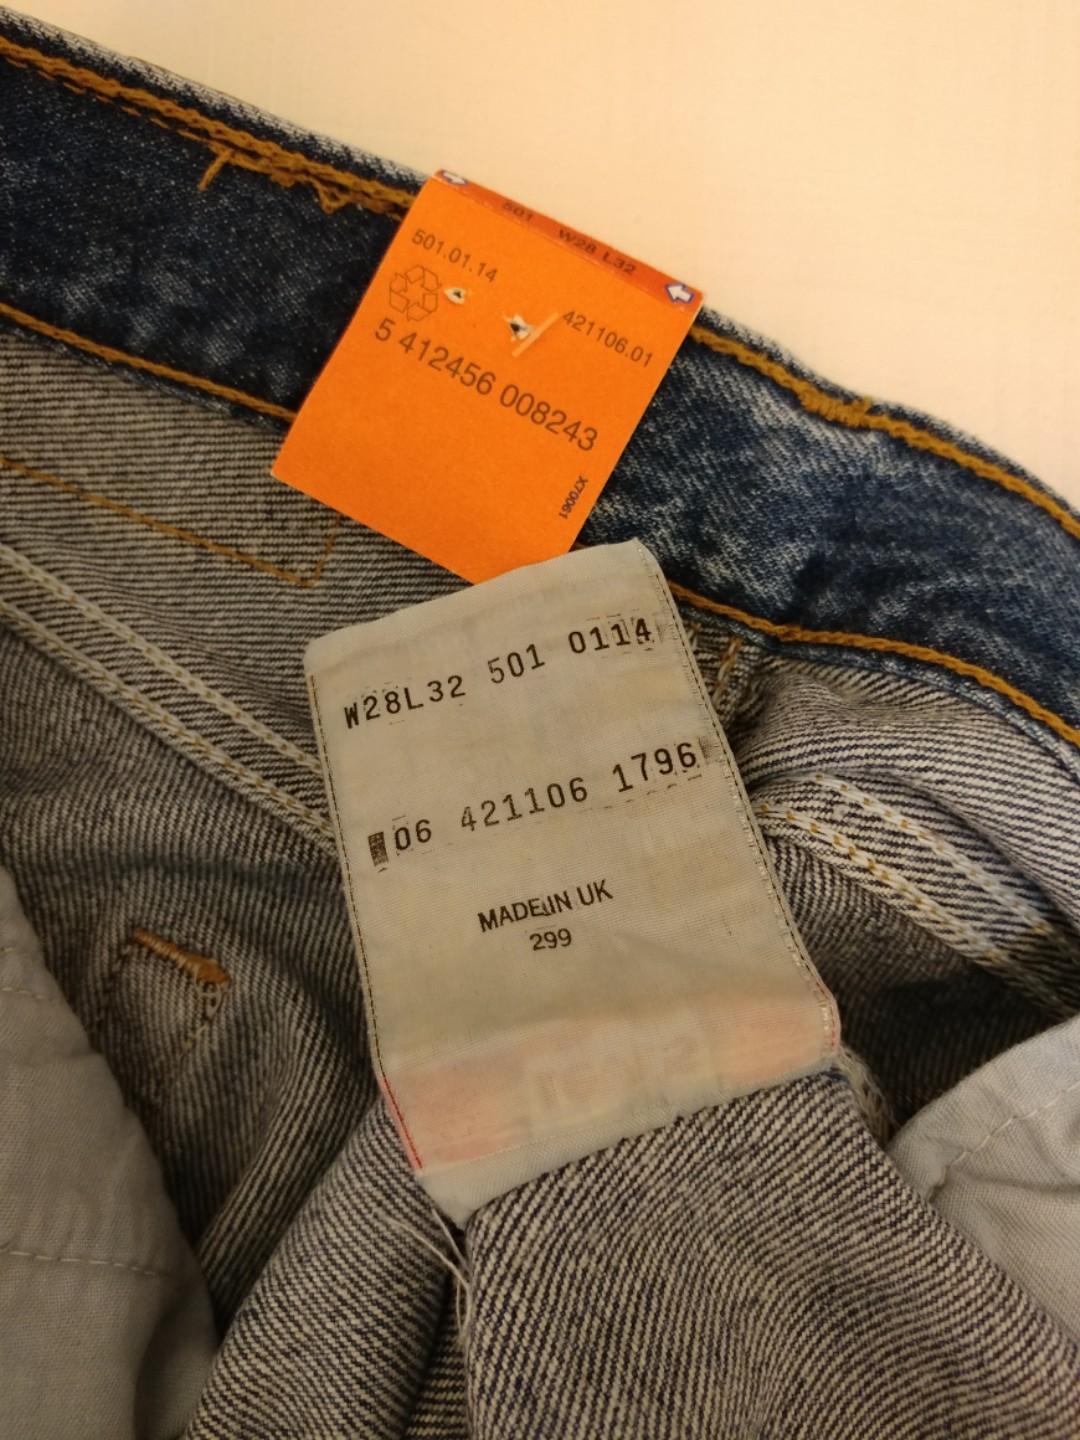 501 W28 L32
501.01.14
421106.01
5 412456 008243
X70061
W28L32 501 0114
06 421106 1796
MADE IN UK
299